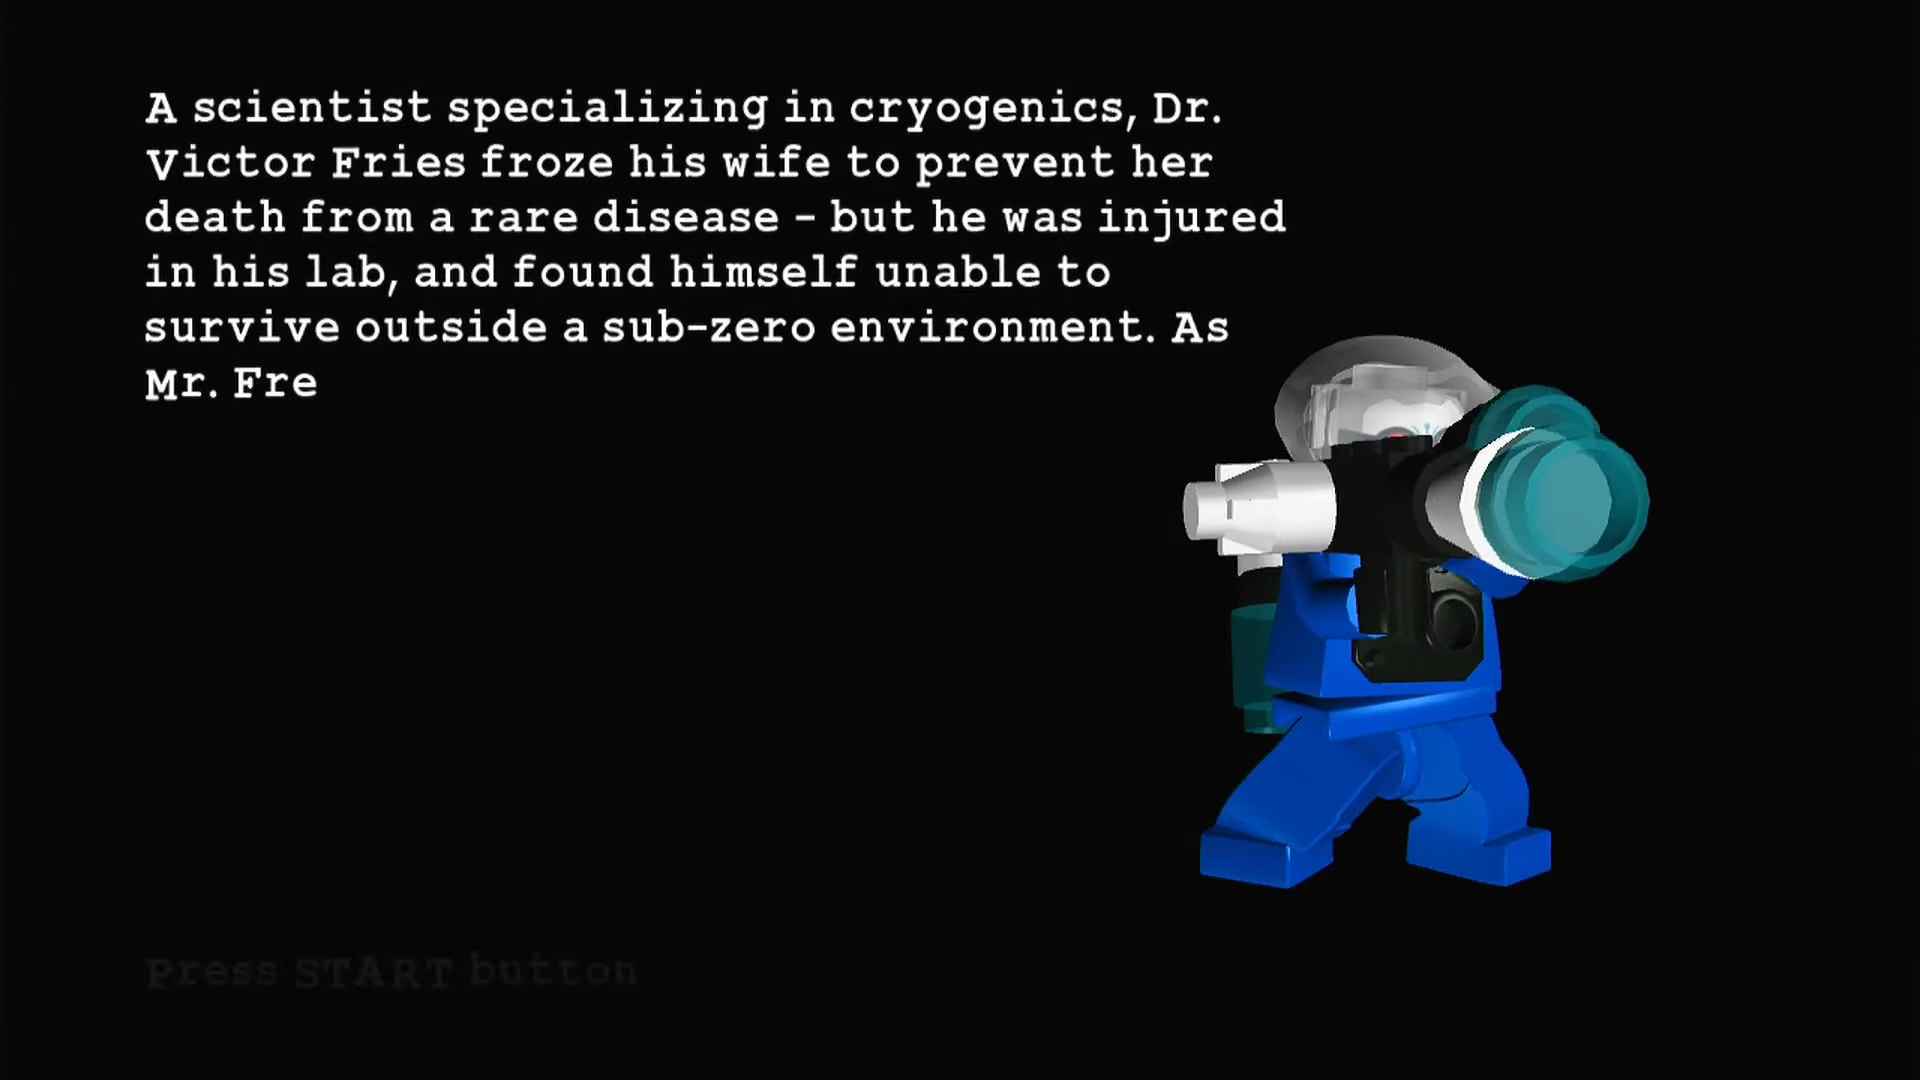 A scientist specializing in cryogenics, Dr.
Victor Fries froze his wife to prevent her
death from a rare disease - but he was injured
in his lab, and found himself unable to
survive outside a sub-zero environment. As
Mr. Fre
Press START button